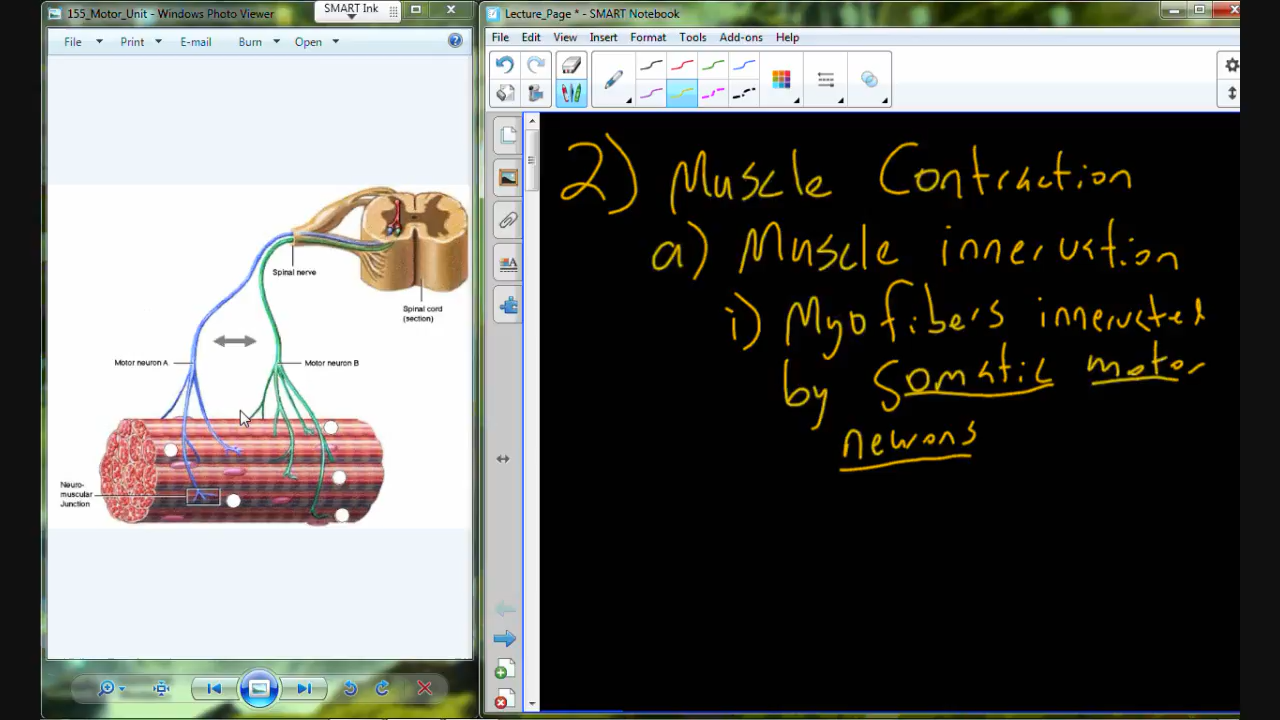 155_Motor_Unit - Windows Photo Viewer
SMART Ink
File Print E-mail Burn Open
Spinal nerve
Spinal cord
(section)
Motor neuron A
Motor neuron B
Neuro-
muscular
Junction
Lecture_Page * - SMART Notebook
File Edit View Insert Format Tools Add-ons Help
2) Muscle Contraction
a) Muscle innervation
i) Myofibers innervated
by Somatic motor
neurons